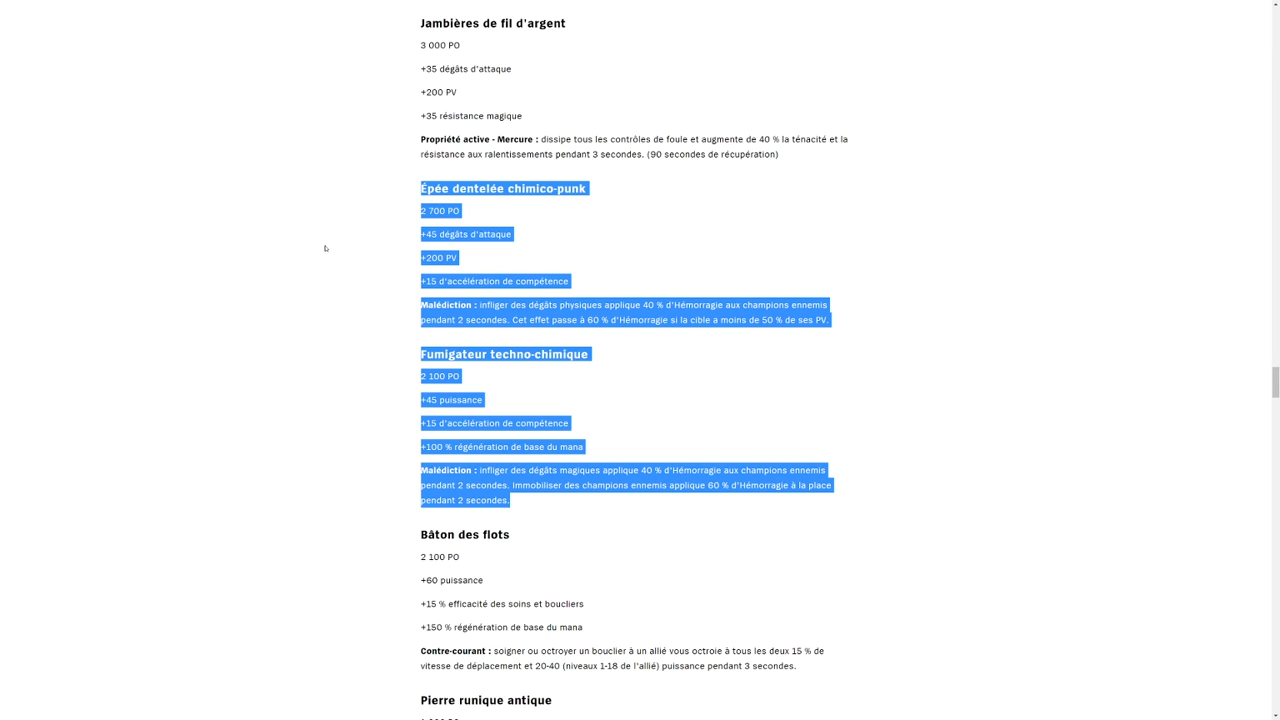 Jambières de fil d'argent
3 000 PO
+35 dégâts d'attaque
+200 PV
+35 résistance magique
Propriété active - Mercure : dissipe tous les contrôles de foule et augmente de 40 % la ténacité et la
résistance aux ralentissements pendant 3 secondes. (90 secondes de récupération)
Épée dentelée chimico-punk
2 700 PO
+45 dégâts d'attaque
+200 PV
+15 d'accélération de compétence
Malédiction : infliger des dégâts physiques applique 40 % d'Hémorragie aux champions ennemis
pendant 2 secondes. Cet effet passe à 60 % d'Hémorragie si la cible a moins de 50 % de ses PV.
Fumigateur techno-chimique
2 100 PO
+45 puissance
+15 d'accélération de compétence
+100 % régénération de base du mana
Malédiction : infliger des dégâts magiques applique 40 % d'Hémorragie aux champions ennemis
pendant 2 secondes. Immobiliser des champions ennemis applique 60 % d'Hémorragie à la place
pendant 2 secondes.
Bâton des flots
2 100 PO
+60 puissance
+15 % efficacité des soins et boucliers
+150 % régénération de base du mana
Contre-courant : soigner ou octroyer un bouclier à un allié vous octroie à tous les deux 15 % de
vitesse de déplacement et 20-40 (niveaux 1-18 de l'allié) puissance pendant 3 secondes.
Pierre runique antique